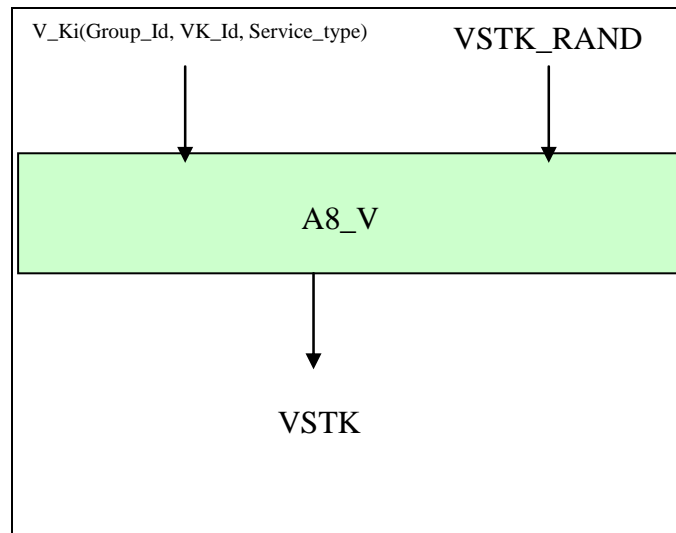 V_Ki(Group_Id, VK_Id, Service_type)
VSTK_RAND
A8_V
VSTK